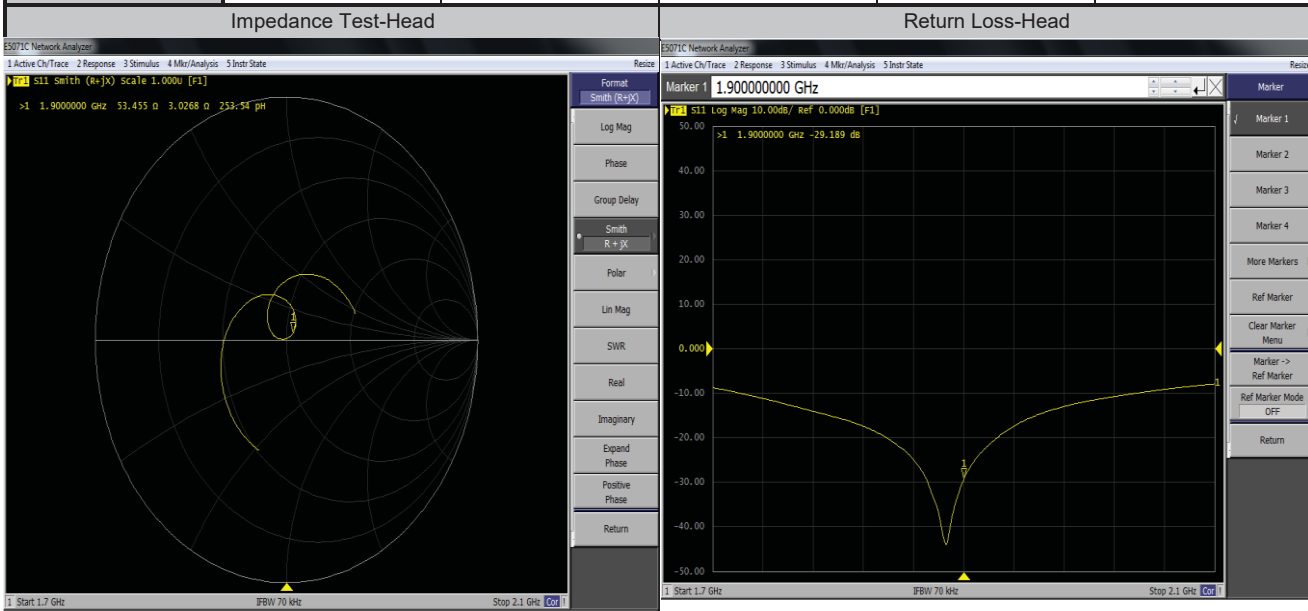 Impedance Test-Head
Return Loss-Head
E5071C Network Analyzer
1 Active Ch/Trace 2 Response 3 Stimulus 4 Mkr/Analysis 5 Instr State
Resize
Tr1 S11 Smith (R+jX) Scale 1.000U [F1]
>1 1.9000000 GHz 53.455 Ω 3.0268 Ω 253.54 pH
1
Format
Smith (R+jX)
Log Mag
Phase
Group Delay
Smith
R + jX
Polar
Lin Mag
SWR
Real
Imaginary
Expand
Phase
Positive
Phase
Return
1 Start 1.7 GHz
IFBW 70 kHz
Stop 2.1 GHz Cor !
E5071C Network Analyzer
1 Active Ch/Trace 2 Response 3 Stimulus 4 Mkr/Analysis 5 Instr State
Resize
Marker 1 1.900000000 GHz
Tr1 S11 Log Mag 10.00dB/ Ref 0.000dB [F1]
>1 1.9000000 GHz -29.189 dB
50.00
40.00
30.00
20.00
10.00
0.000
-10.00
-20.00
-30.00
-40.00
-50.00
1
1
Marker
√ Marker 1
Marker 2
Marker 3
Marker 4
More Markers
Ref Marker
Clear Marker
Menu
Marker ->
Ref Marker
Ref Marker Mode
OFF
Return
1 Start 1.7 GHz
IFBW 70 kHz
Stop 2.1 GHz Cor !